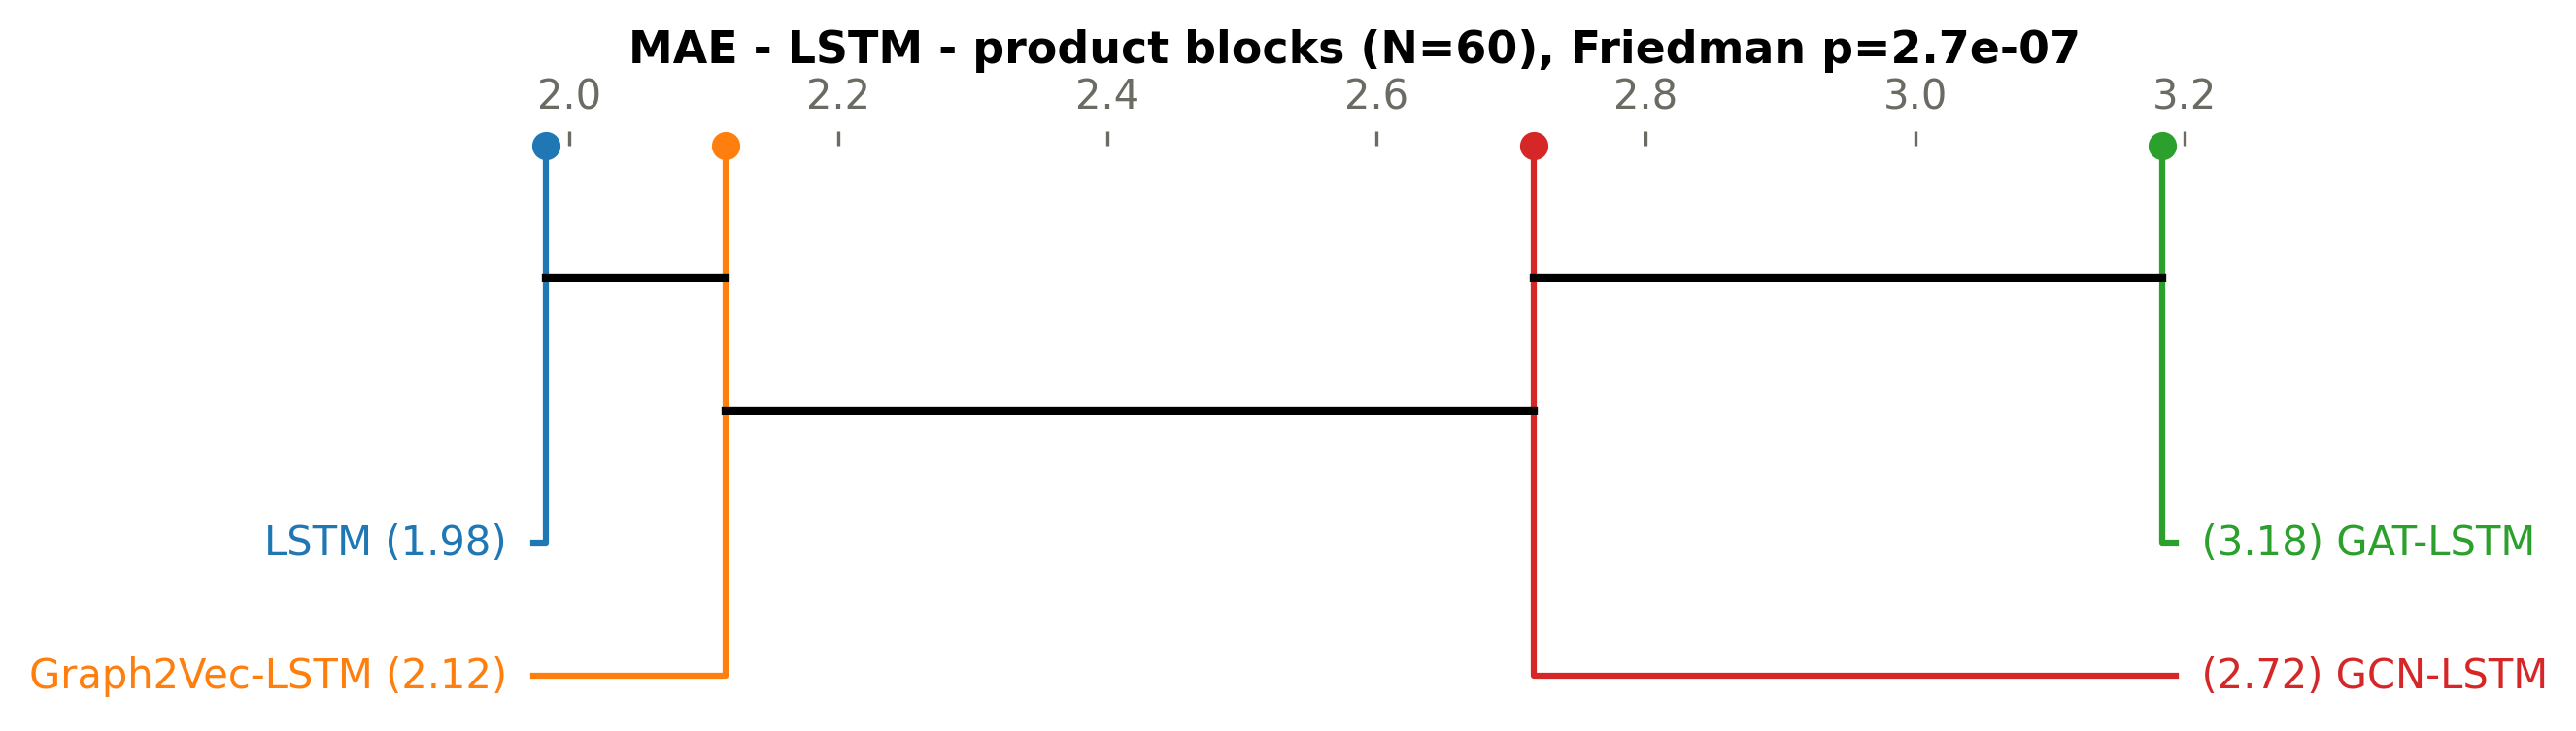 MAE - LSTM - product blocks (N=60), Friedman p=2.7e-07
2.0 2.2 2.4 2.6 2.8 3.0 3.2
LSTM (1.98) (3.18) GAT-LSTM
Graph2Vec-LSTM (2.12) (2.72) GCN-LSTM